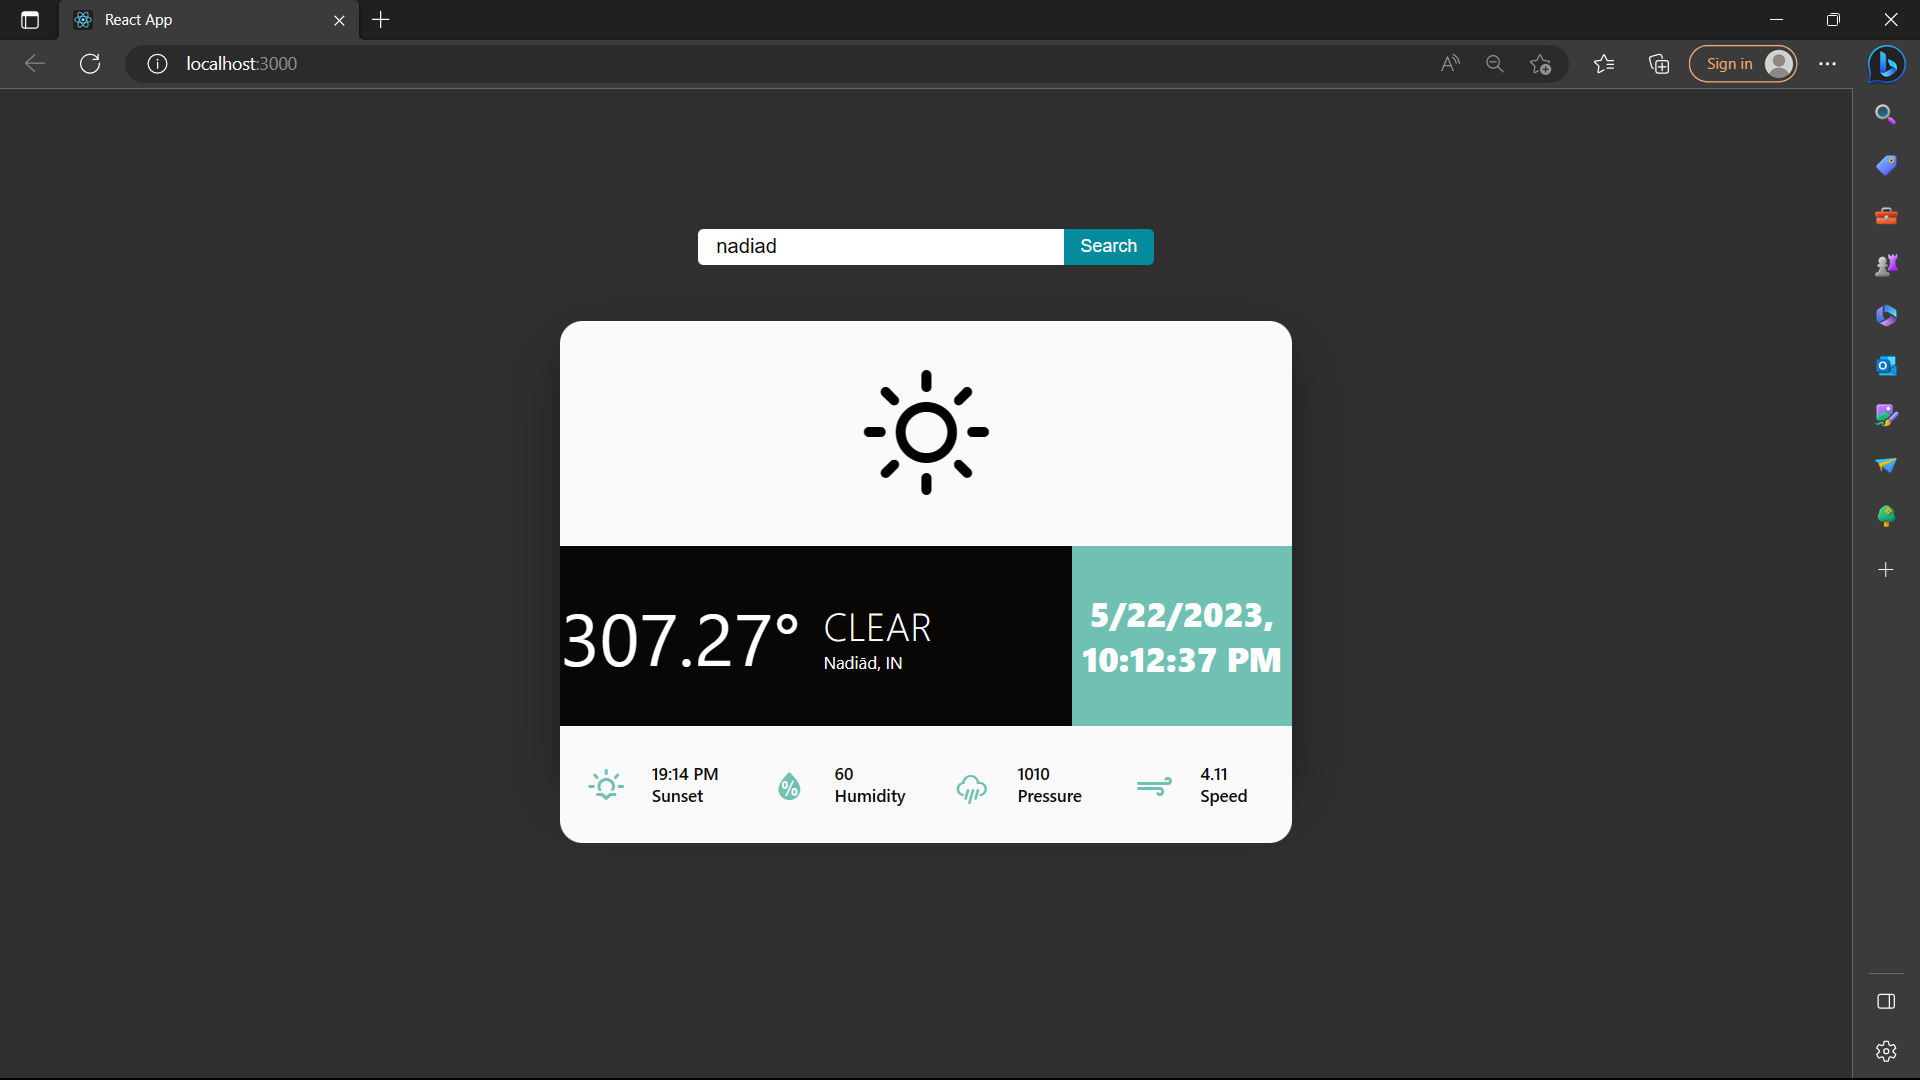 React App
localhost:3000
Sign in
nadiad
Search
307.27°
CLEAR
Nadiād, IN
5/22/2023,
10:12:37 PM
19:14 PM
Sunset
60
Humidity
1010
Pressure
4.11
Speed